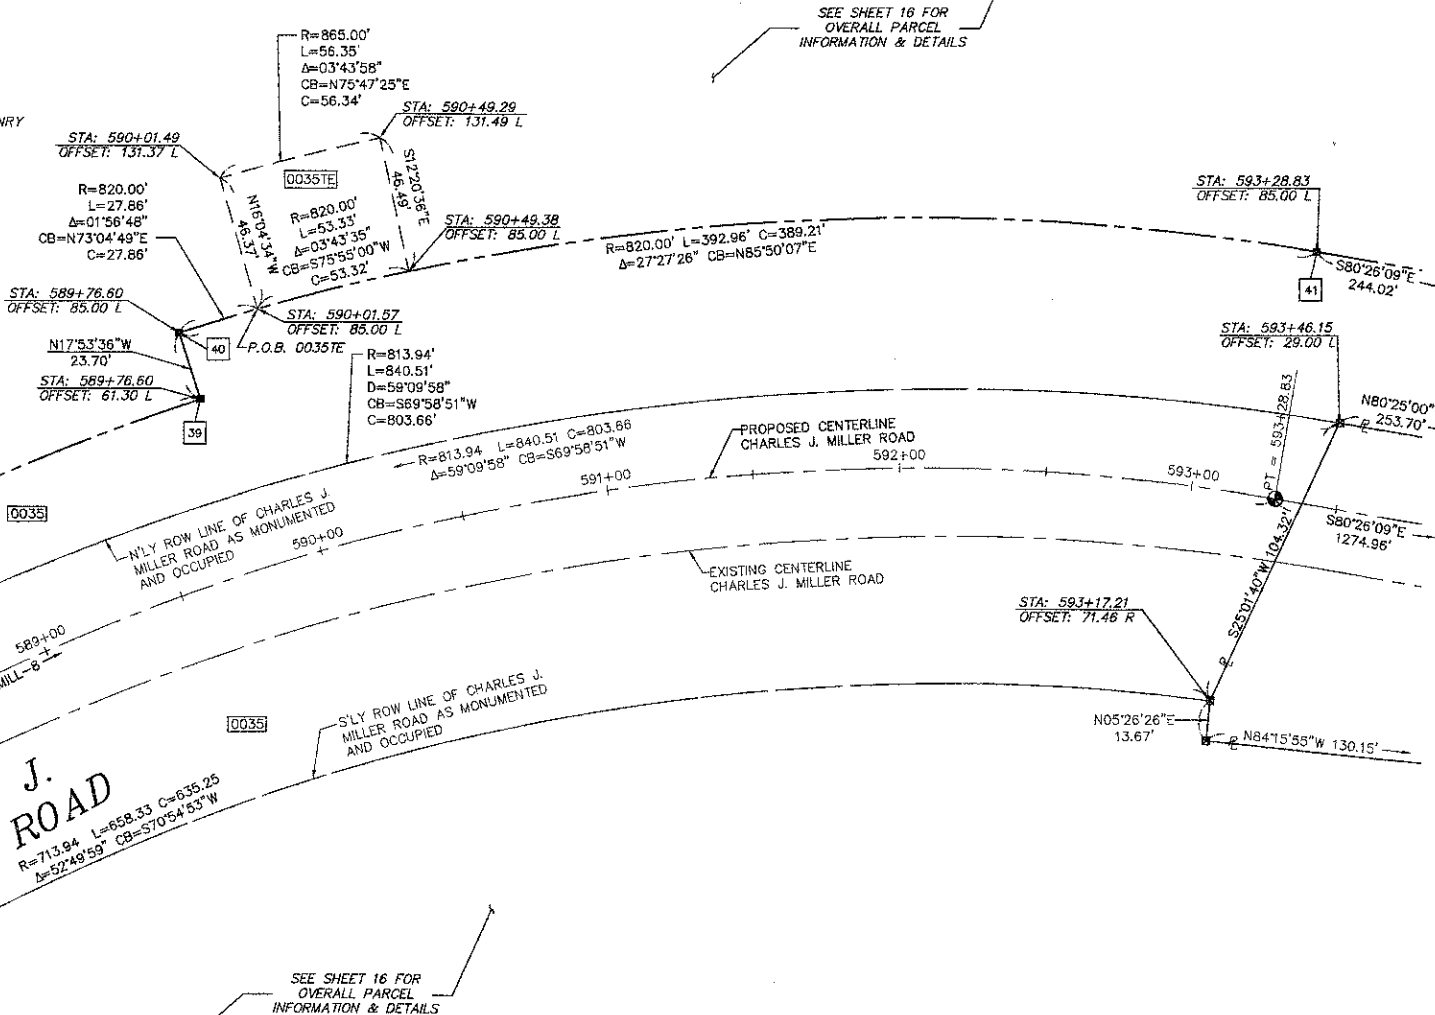 SEE SHEET 16 FOR
OVERALL PARCEL
INFORMATION & DETAILS
R=865.00'
L=56.35'
Δ=03°43'58"
CB=N75°47'25"E
C=56.34'
NRY
STA: 590+01.49
OFFSET: 131.37 L
STA: 590+49.29
OFFSET: 131.49 L
0035TE
S12°20'36"E
46.49'
N16°04'34"W
46.37'
R=820.00'
L=27.86'
Δ=01°56'48"
CB=N73°04'49"E
C=27.86'
R=820.00'
L=53.33'
Δ=03°43'35"
CB=S75°55'00"W
C=53.32'
STA: 590+49.38
OFFSET: 85.00 L
R=820.00' L=392.96' C=389.21'
Δ=27°27'26" CB=N85°50'07"E
STA: 593+28.83
OFFSET: 85.00 L
S80°26'09"E
244.02'
41
STA: 589+76.60
OFFSET: 85.00 L
STA: 590+01.57
OFFSET: 85.00 L
40
P.O.B. 0035TE
N17°53'36"W
23.70'
STA: 589+76.60
OFFSET: 61.30 L
39
R=813.94'
L=840.51'
D=59°09'58"
CB=S69°58'51"W
C=803.66'
STA: 593+46.15
OFFSET: 29.00 L
N80°25'00"
253.70'
PT = 593+28.83
R=813.94 L=840.51 C=803.66
Δ=59°09'58" CB=S69°58'51"W
PROPOSED CENTERLINE
CHARLES J. MILLER ROAD
592+00
593+00
591+00
590+00
0035
N'LY ROW LINE OF CHARLES J.
MILLER ROAD AS MONUMENTED
AND OCCUPIED
S80°26'09"E
1274.96'
EXISTING CENTERLINE
CHARLES J. MILLER ROAD
S25°01'40"W 104.32'
STA: 593+17.21
OFFSET: 71.46 R
589+00
MILL-8
0035
S'LY ROW LINE OF CHARLES J.
MILLER ROAD AS MONUMENTED
AND OCCUPIED
N05°26'26"E
13.67'
N84°15'55"W 130.15'
J.
ROAD
R=713.94 L=658.33 C=635.25
Δ=52°49'59" CB=S70°54'53"W
SEE SHEET 16 FOR
OVERALL PARCEL
INFORMATION & DETAILS